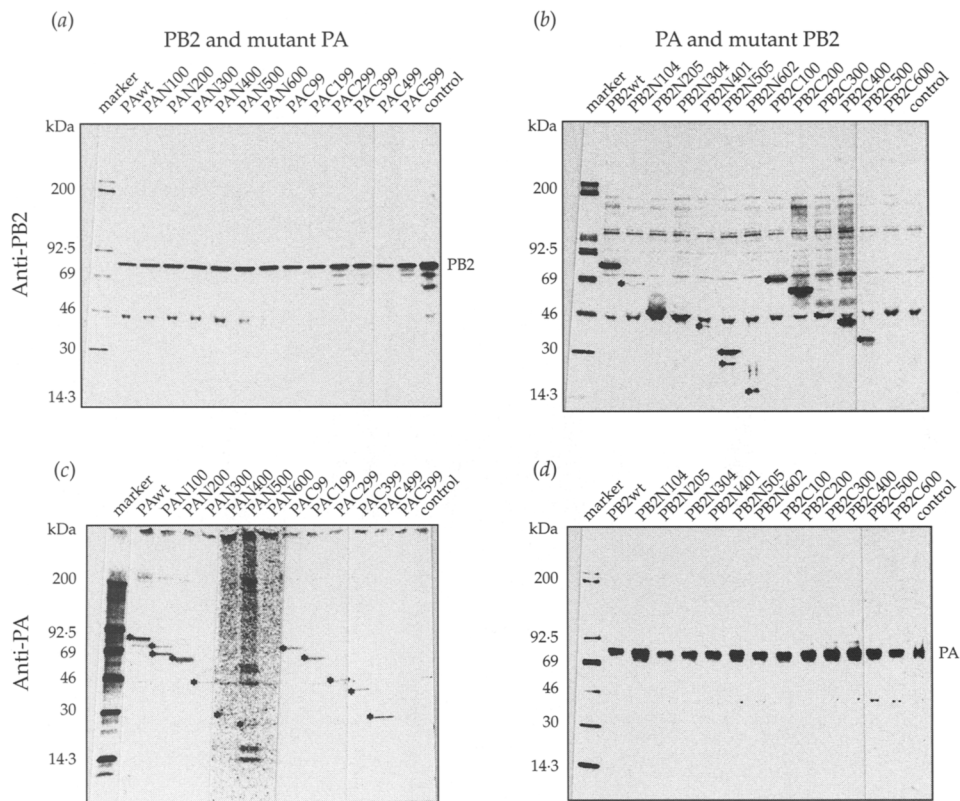 (a)
PB2 and mutant PA
marker PAwt PAN100 PAN200 PAN300 PAN400 PAN500 PAN600 PAC99 PAC199 PAC299 PAC399 PAC499 PAC599 control
kDa
200
92·5
69
46
30
14·3
Anti-PB2
PB2
(b)
PA and mutant PB2
marker PB2wt PB2N104 PB2N205 PB2N304 PB2N401 PB2N505 PB2N602 PB2C100 PB2C200 PB2C300 PB2C400 PB2C500 PB2C600 control
kDa
200
92·5
69
46
30
14·3
(c)
marker PAwt PAN100 PAN200 PAN300 PAN400 PAN500 PAN600 PAC99 PAC199 PAC299 PAC399 PAC499 PAC599 control
kDa
200
92·5
69
46
30
14·3
Anti-PA
(d)
marker PB2wt PB2N104 PB2N205 PB2N304 PB2N401 PB2N505 PB2N602 PB2C100 PB2C200 PB2C300 PB2C400 PB2C500 PB2C600 control
kDa
200
92·5
69
46
30
14·3
PA